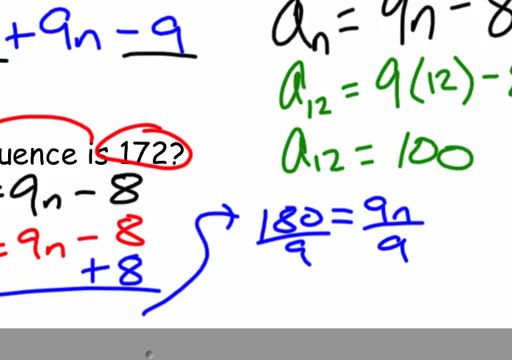 +9n - 9
uence is 172?
= 9n - 8
= 9n - 8
+8
aₙ = 9n - 8
a₁₂ = 9(12) -
a₁₂ = 100
180/9 = 9n/9